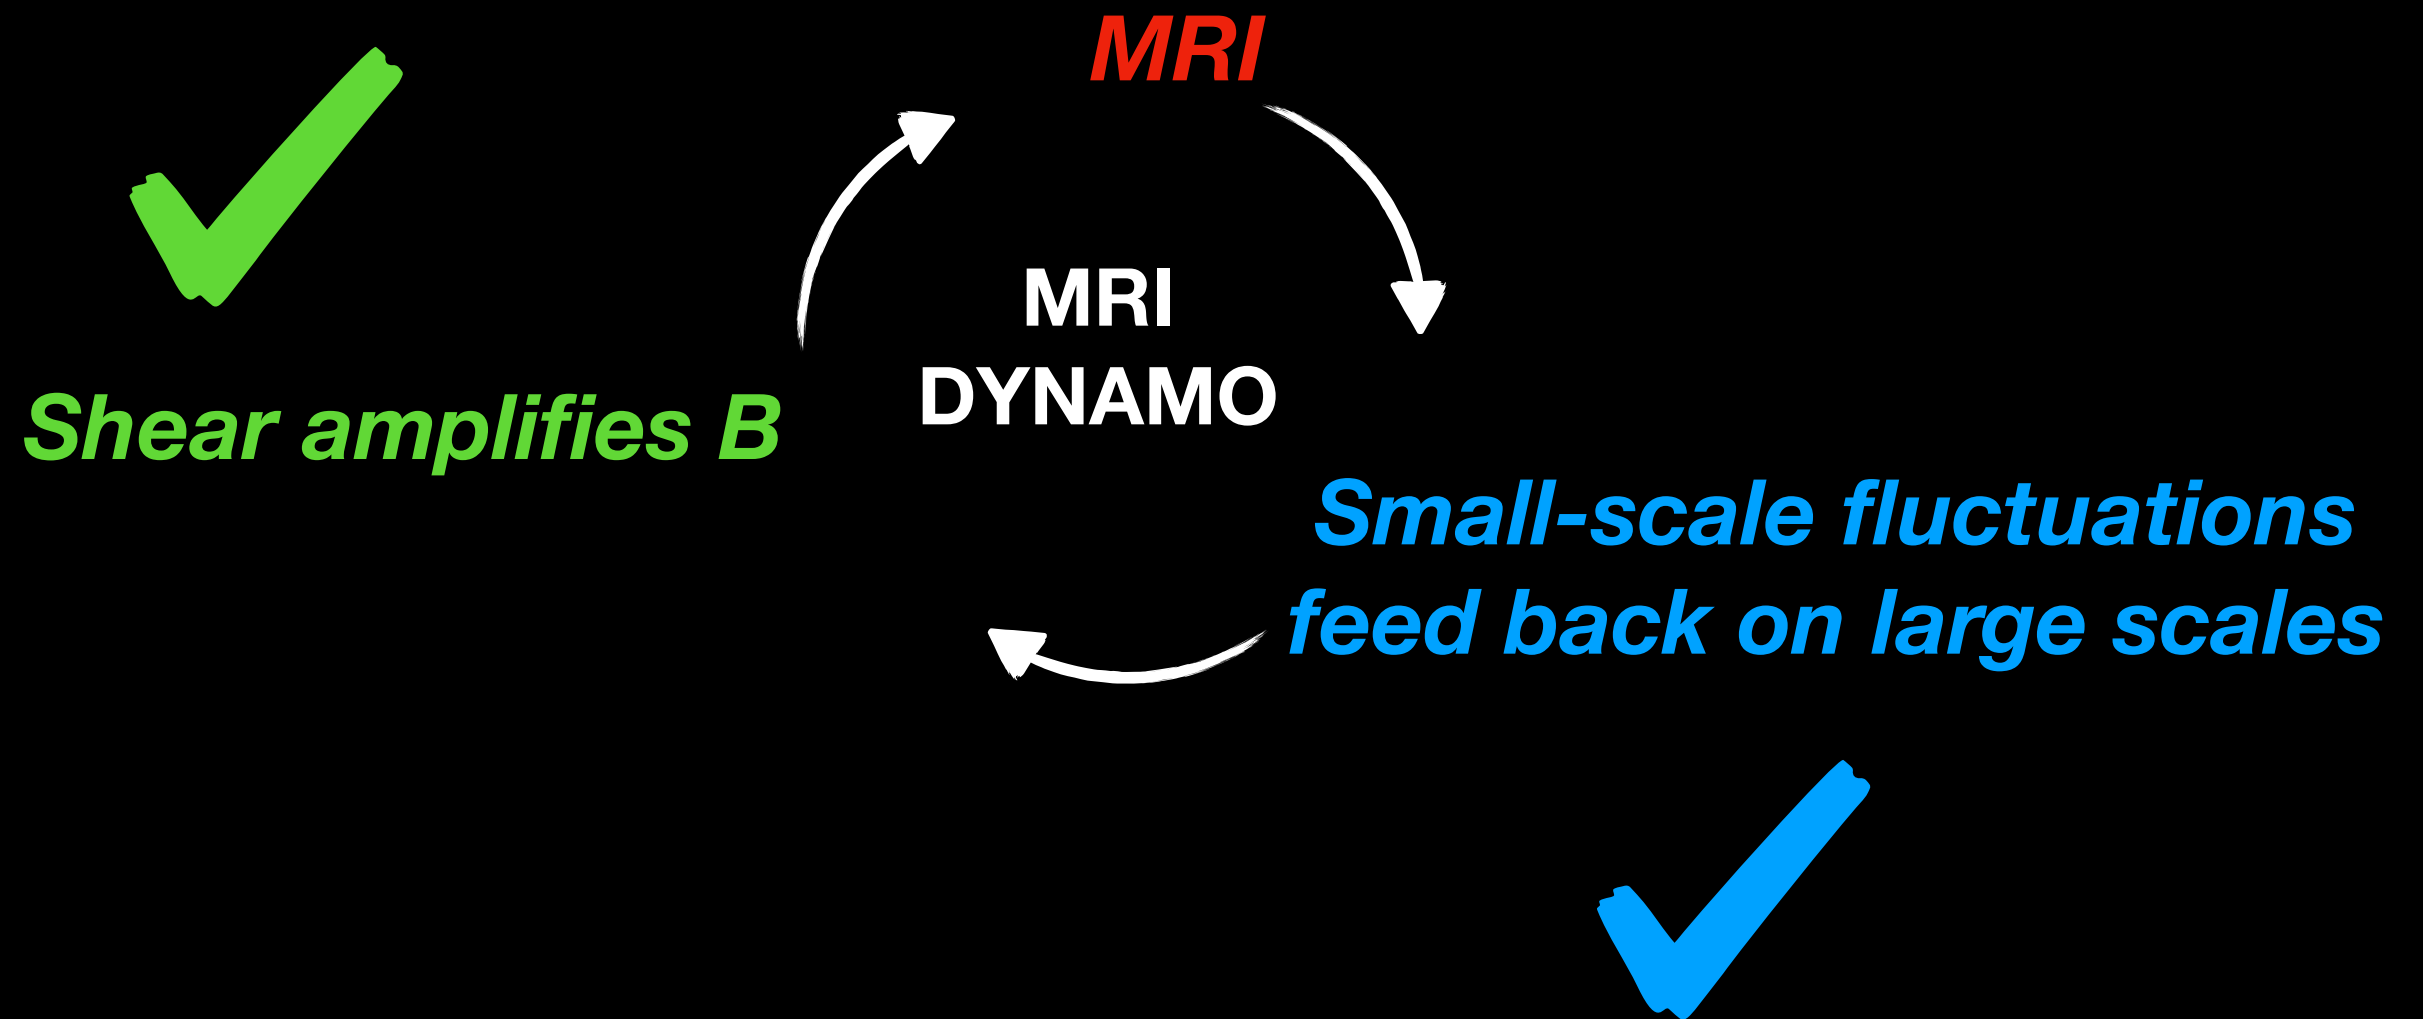 MRI
MRI
DYNAMO
Shear amplifies B
Small-scale fluctuations
feed back on large scales